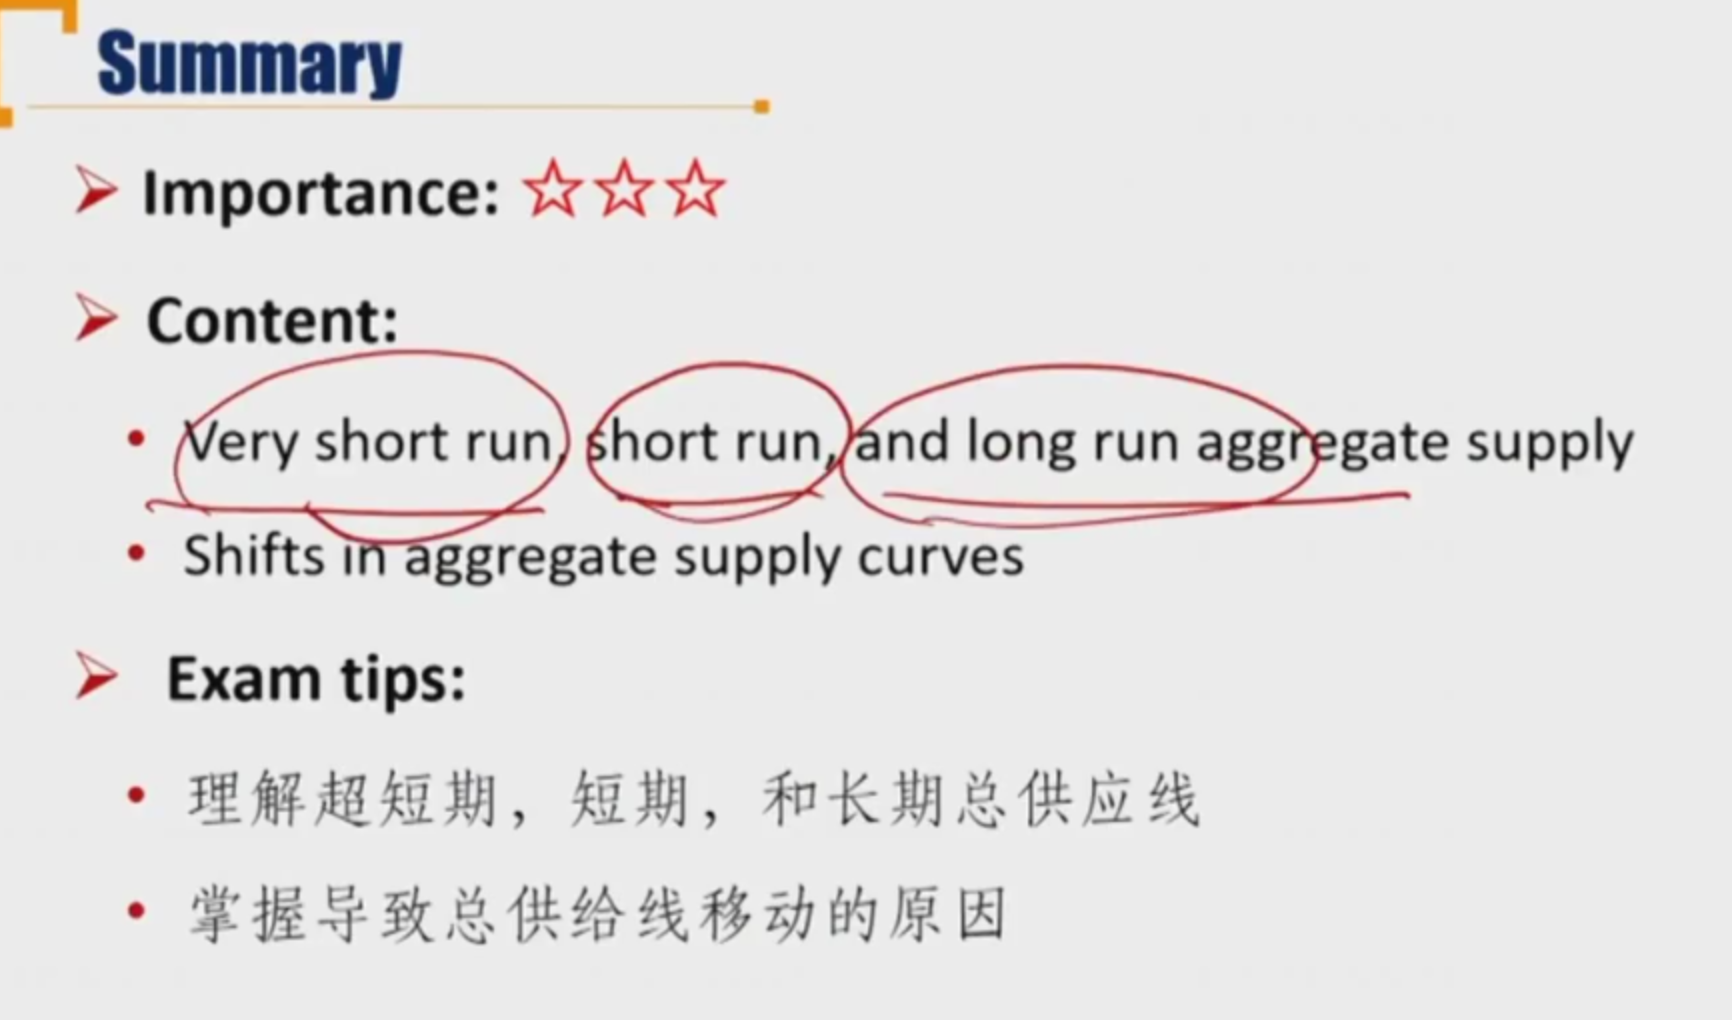 Summary
Importance: ☆☆☆
Content:
Very short run, short run, and long run aggregate supply
Shifts in aggregate supply curves
Exam tips:
理解超短期，短期，和长期总供应线
掌握导致总供给线移动的原因